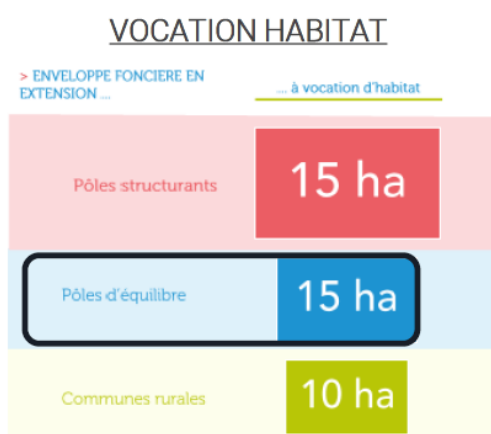 VOCATION HABITAT
> ENVELOPPE FONCIERE EN
EXTENSION ...
... à vocation d'habitat
Pôles structurants
15 ha
Pôles d'équilibre
15 ha
Communes rurales
10 ha